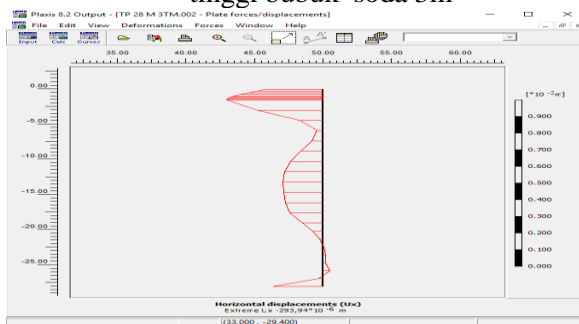 tinggi bubuk soda 3m
Plaxis 8.2 Output - [TP 28 M 3TM.002 - Plate forces/displacements]
File Edit View Deformations Forces Window Help
Input Calc Curves
35.00 40.00 45.00 50.00 55.00 60.00
0.00
-5.00
-10.00
-15.00
-20.00
-25.00
[*10 -3m]
0.900
0.800
0.700
0.600
0.500
0.400
0.300
0.200
0.100
0.000
Horizontal displacements (Ux)
Extreme Ux -293,94*10 -6 m
(33.000 , -29.400)